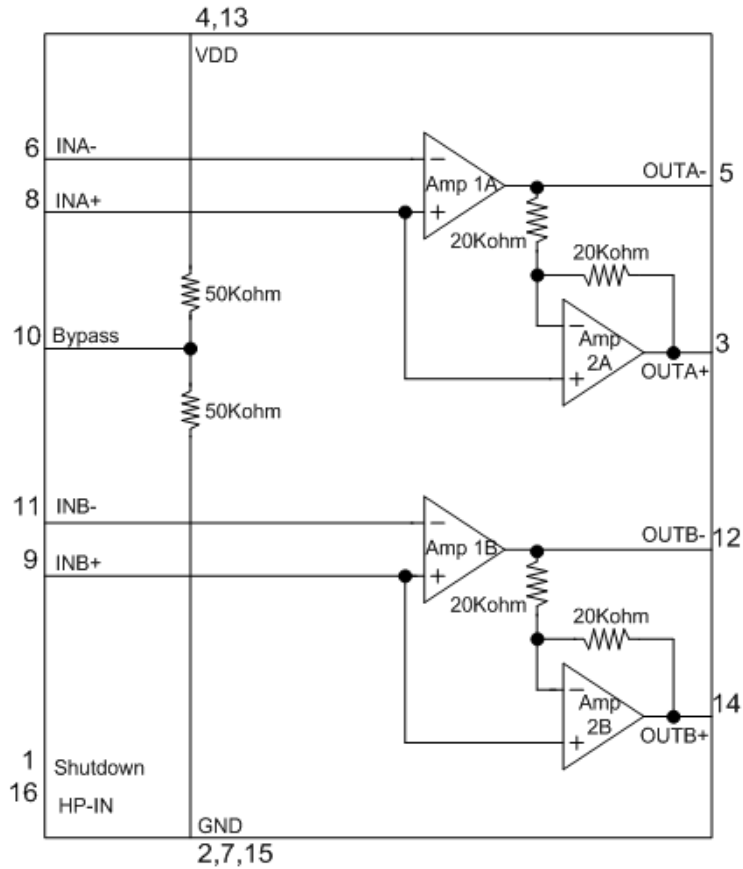 4,13
VDD
6 INA-
Amp 1A
OUTA- 5
8 INA+
20Kohm
20Kohm
50Kohm
10 Bypass
Amp
2A
3
OUTA+
50Kohm
11 INB-
Amp 1B
OUTB- 12
9 INB+
20Kohm
20Kohm
Amp
2B
14
OUTB+
1 Shutdown
16 HP-IN
GND
2,7,15